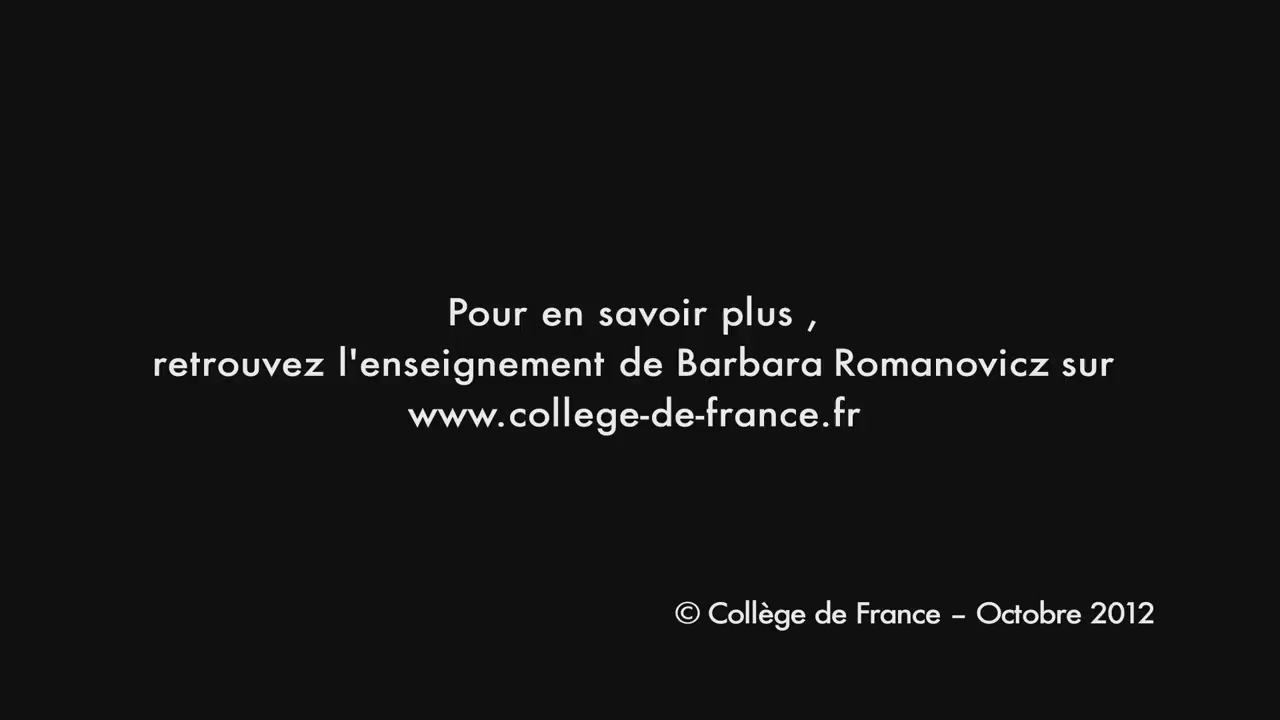 Pour en savoir plus ,
retrouvez l'enseignement de Barbara Romanovicz sur
www.college-de-france.fr
© Collège de France – Octobre 2012